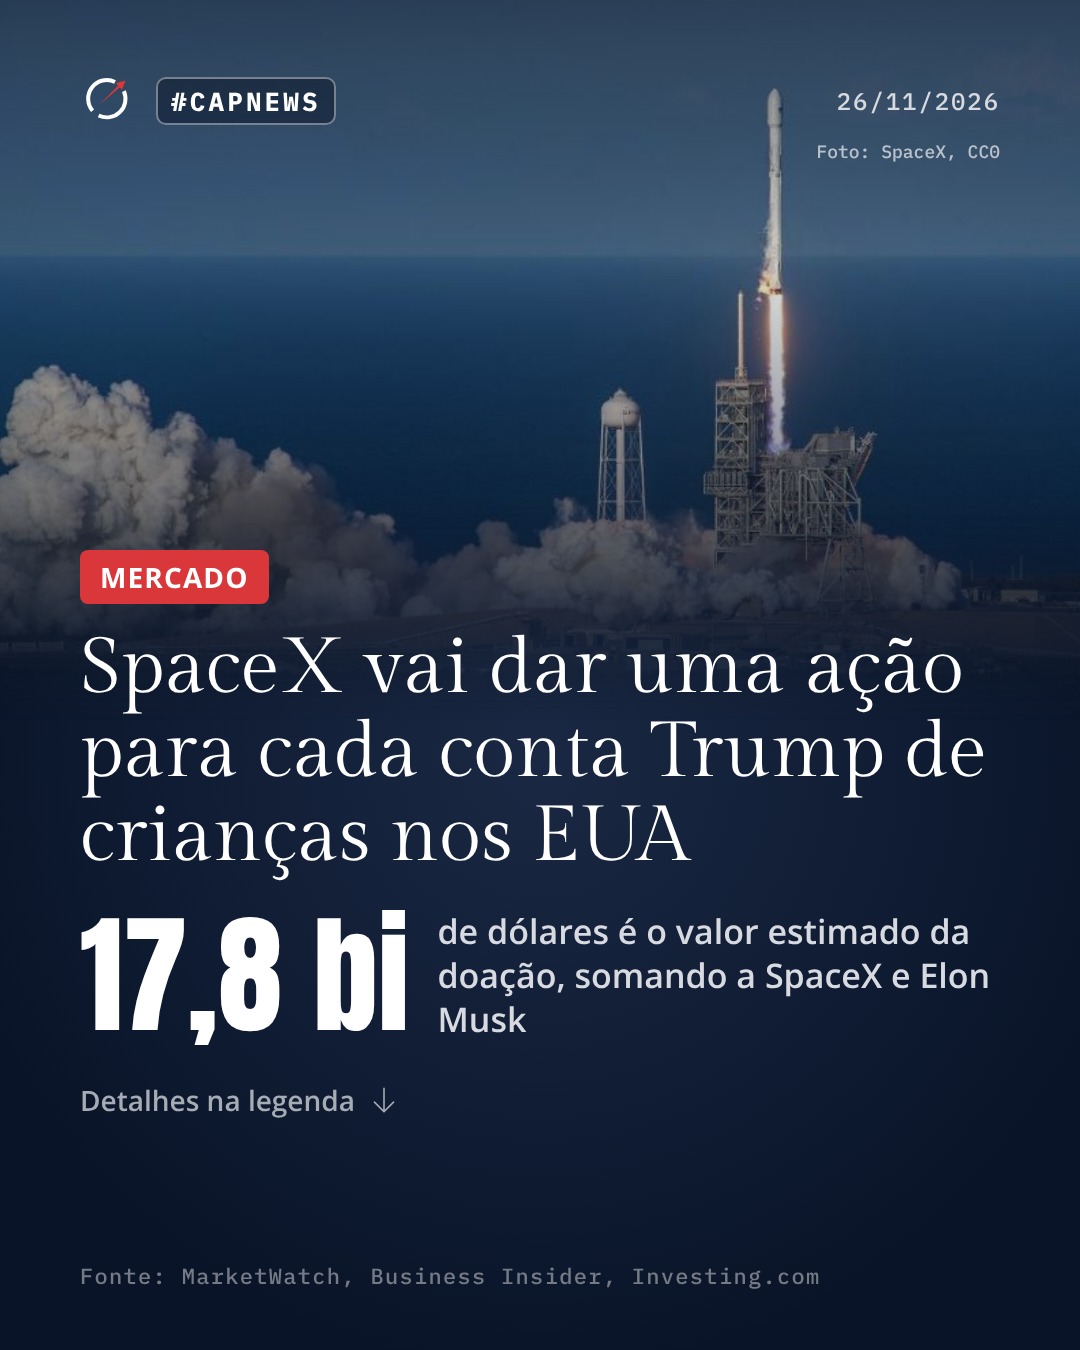 #CAPNEWS
26/11/2026
Foto: SpaceX, CC0
MERCADO
SpaceX vai dar uma ação
para cada conta Trump de
crianças nos EUA
17,8 bi
de dólares é o valor estimado da
doação, somando a SpaceX e Elon
Musk
Detalhes na legenda ↓
Fonte: MarketWatch, Business Insider, Investing.com